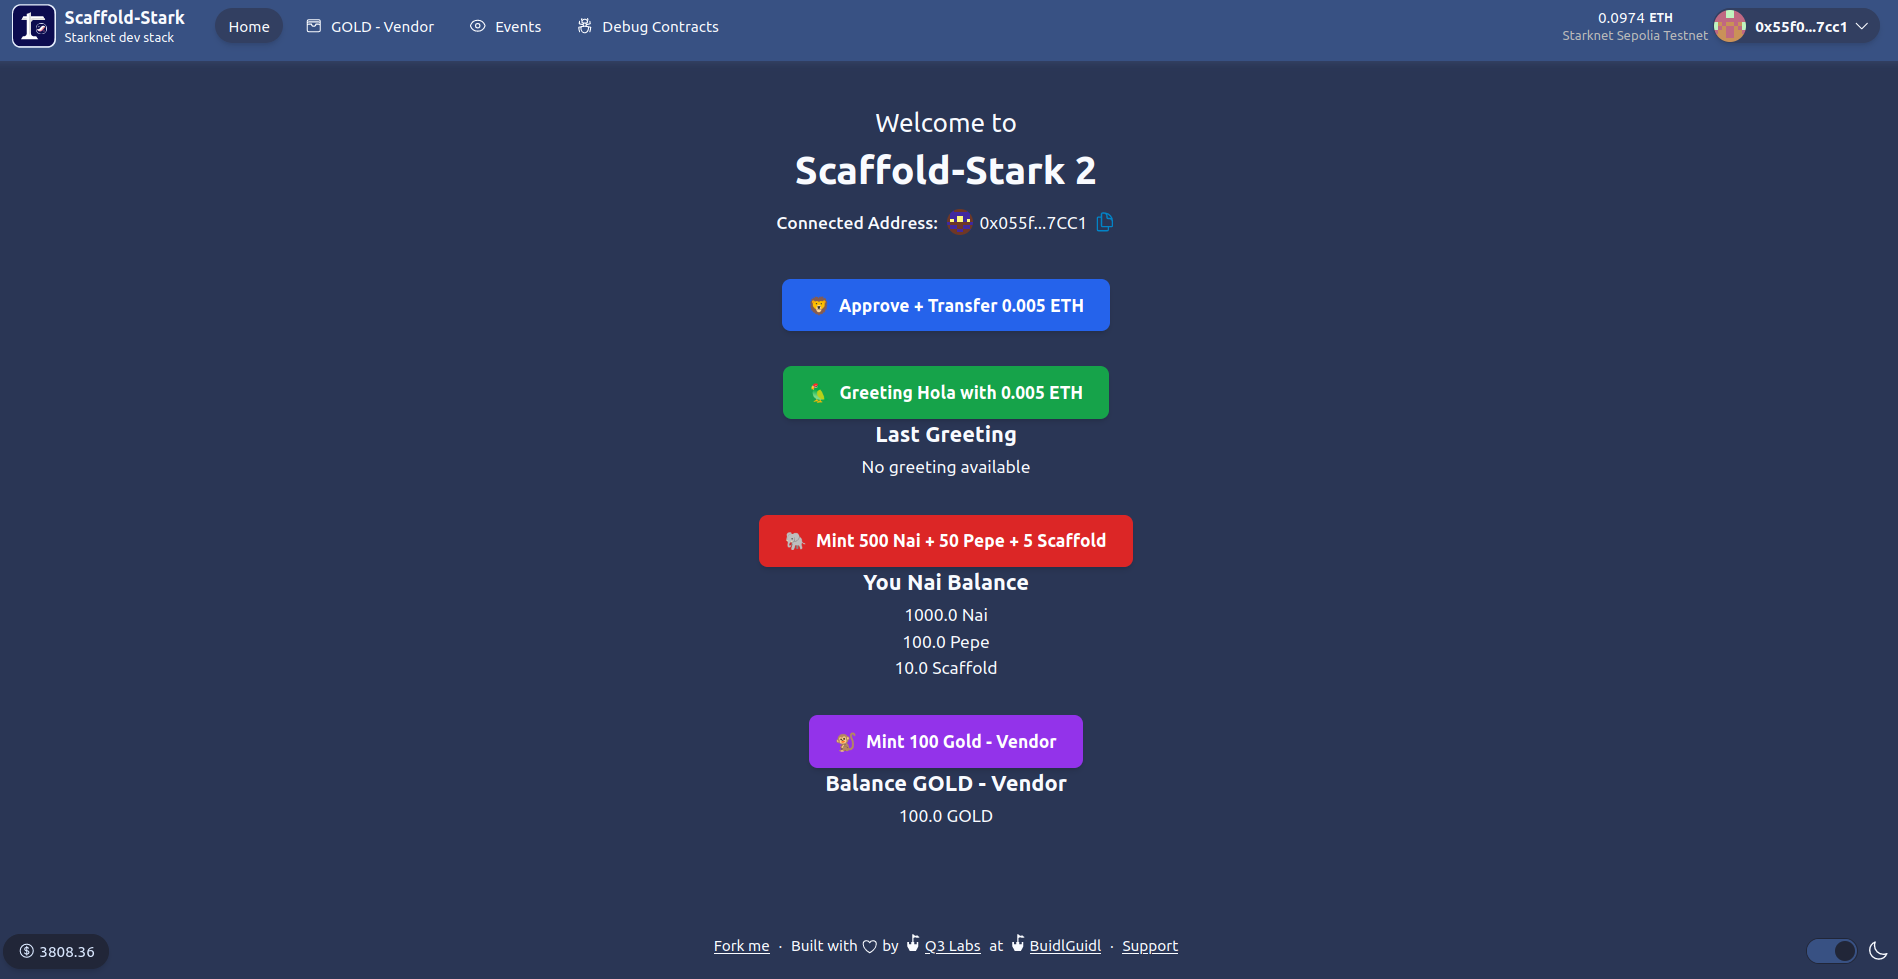 Scaffold-Stark
Starknet dev stack
Home
GOLD - Vendor
Events
Debug Contracts
0.0974 ETH
Starknet Sepolia Testnet
0x55f0...7cc1
Welcome to
Scaffold-Stark 2
Connected Address: 0x055f...7CC1
Approve + Transfer 0.005 ETH
Greeting Hola with 0.005 ETH
Last Greeting
No greeting available
Mint 500 Nai + 50 Pepe + 5 Scaffold
You Nai Balance
1000.0 Nai
100.0 Pepe
10.0 Scaffold
Mint 100 Gold - Vendor
Balance GOLD - Vendor
100.0 GOLD
3808.36
Fork me · Built with ♡ by Q3 Labs at BuidlGuidl · Support